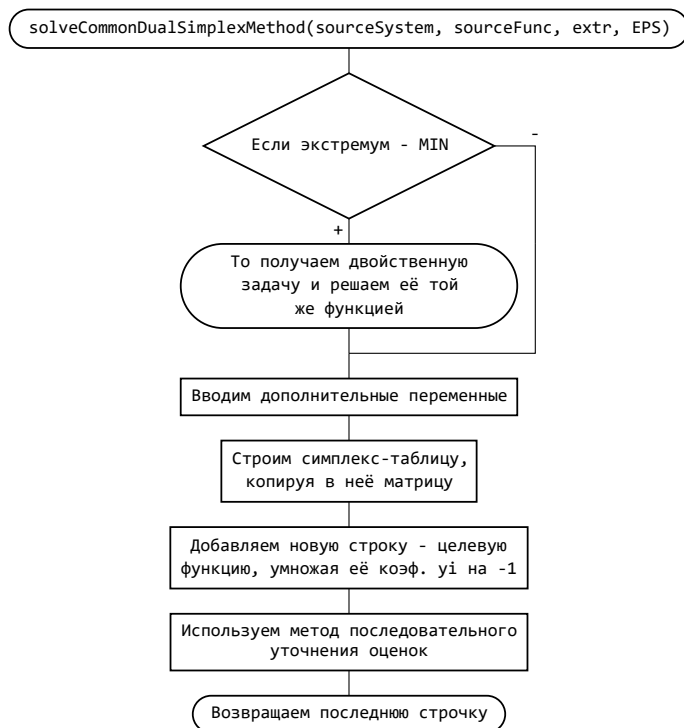 solveCommonDualSimplexMethod(sourceSystem, sourceFunc, extr, EPS)
Если экстремум - MIN
-
+
То получаем двойственную
задачу и решаем её той
же функцией
Вводим дополнительные переменные
Строим симплекс-таблицу,
копируя в неё матрицу
Добавляем новую строку - целевую
функцию, умножая её коэф. yi на -1
Используем метод последовательного
уточнения оценок
Возвращаем последнюю строчку